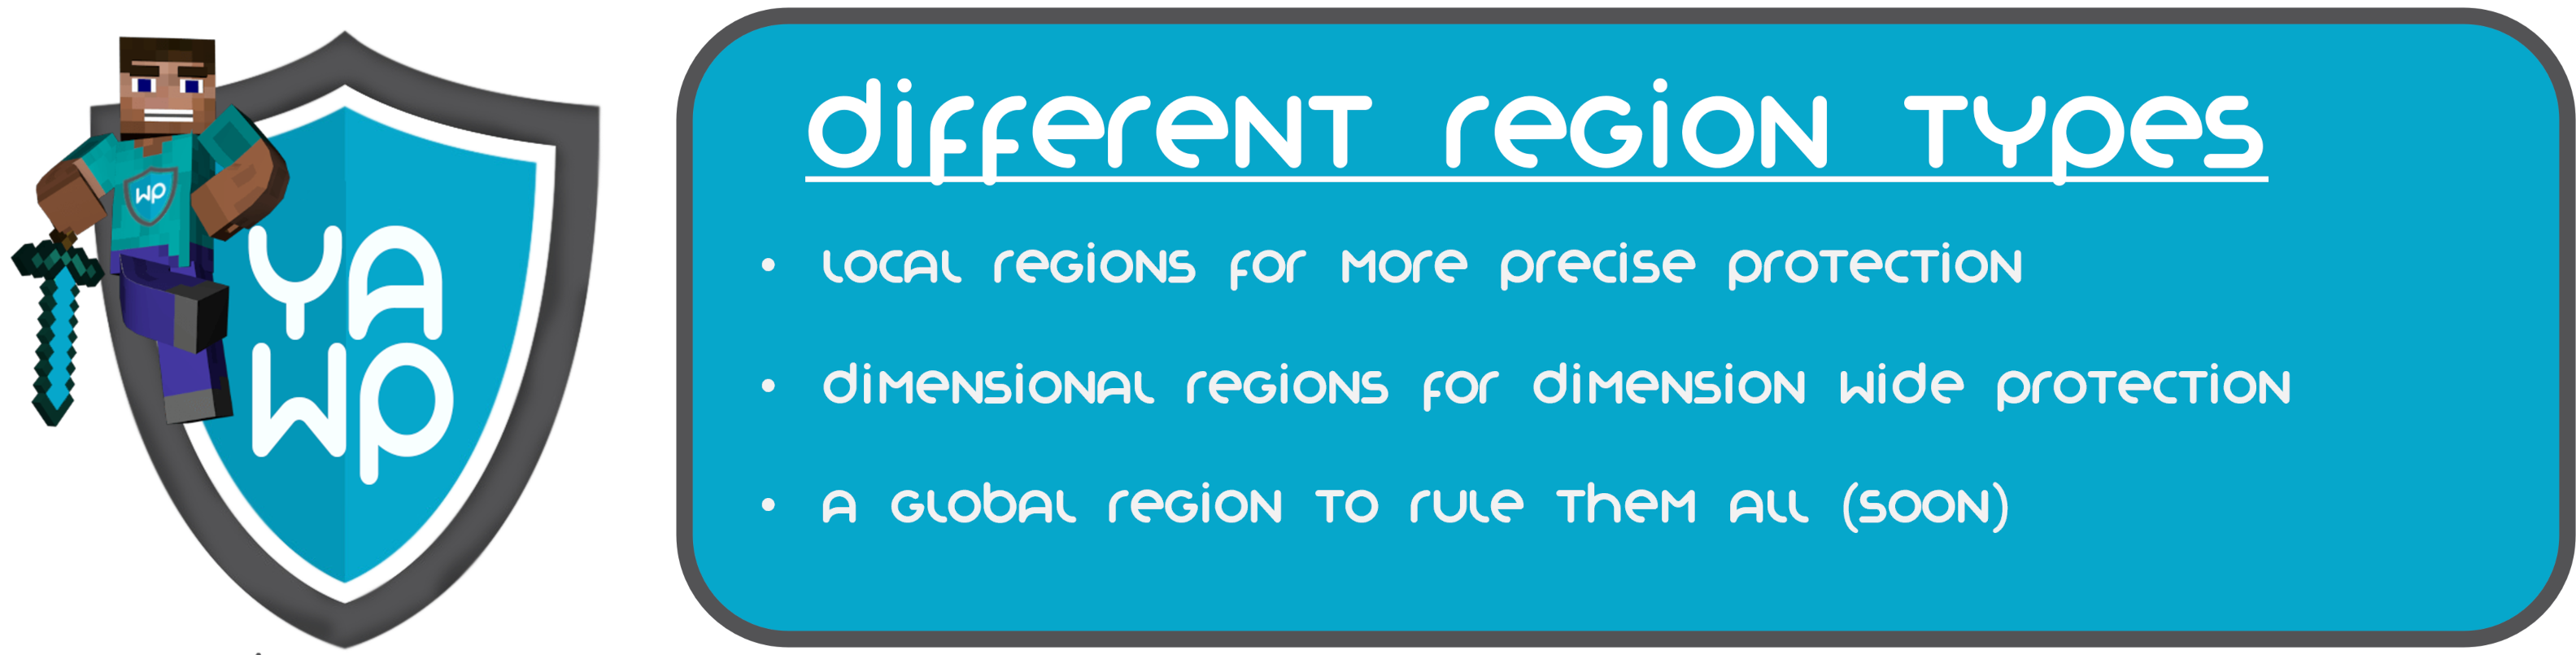 WP
YA
WP
Different Region Types
• Local Regions for more precise protection
• Dimensional Regions for dimension wide protection
• A Global Region to rule them all (soon)